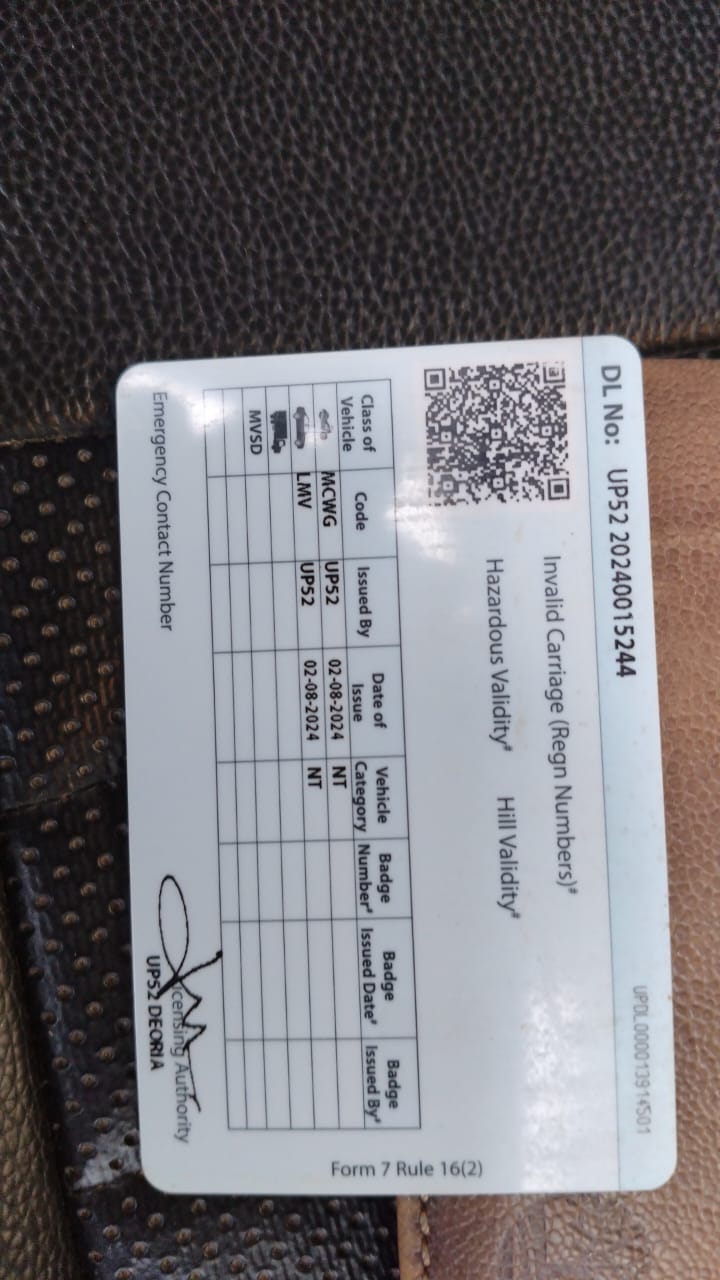 DL No: UP52 20240015244
UPDL000013914501
Invalid Carriage (Regn Numbers)#
Hazardous Validity# Hill Validity#
Class of Vehicle Code Issued By Date of Issue Vehicle Category Badge Number# Badge Issued Date# Badge Issued By#
MCWG UP52 02-08-2024 NT
LMV UP52 02-08-2024 NT
MVSD
Form 7 Rule 16(2)
Emergency Contact Number
Licensing Authority
UP52 DEORIA